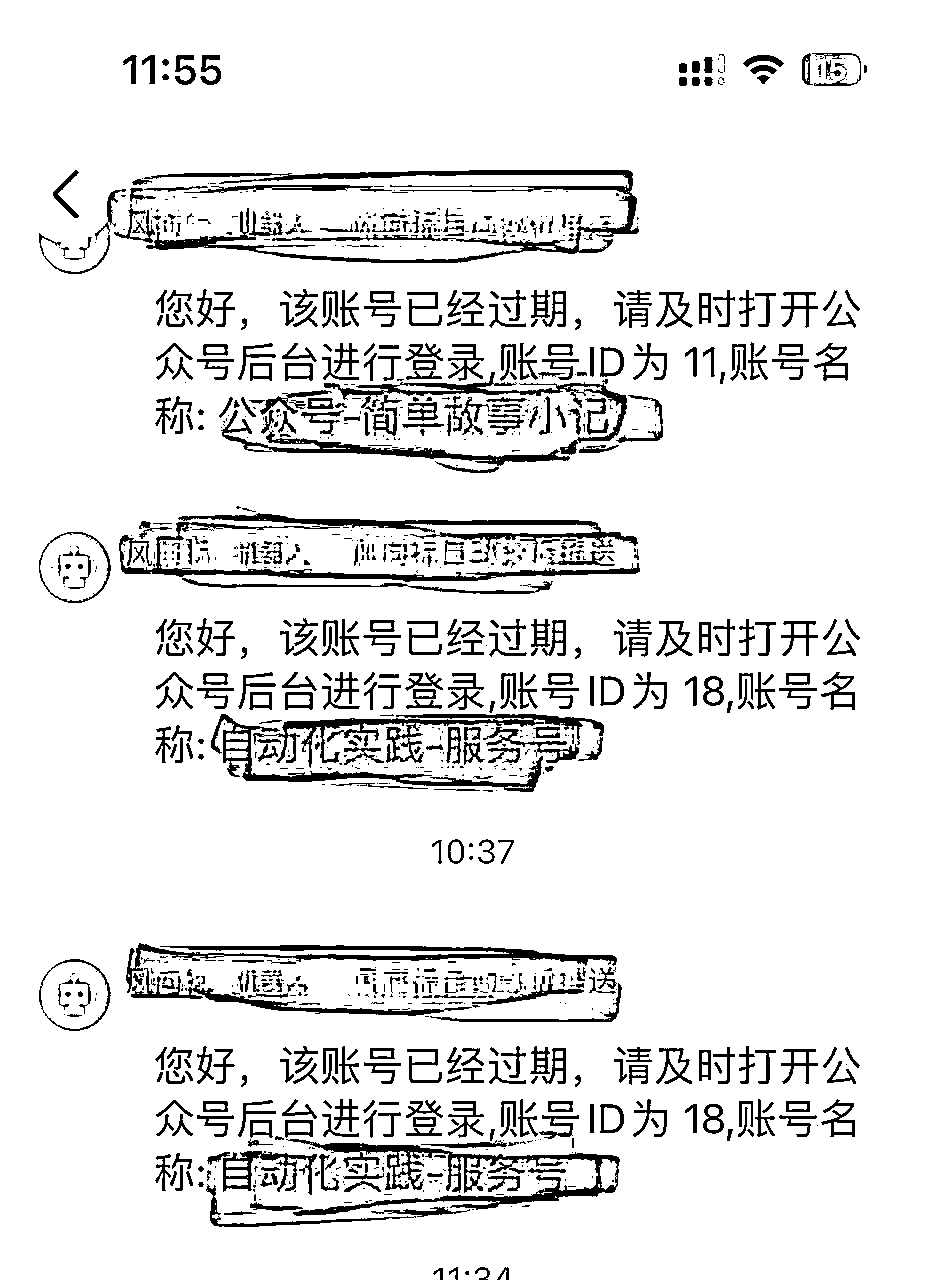 11:55
15
您好，该账号已经过期，请及时打开公
众号后台进行登录,账号ID为 11,账号名
称: 公众号-简单故事小记
您好，该账号已经过期，请及时打开公
众号后台进行登录,账号ID为 18,账号名
称: 自动化实践-服务号
10:37
您好，该账号已经过期，请及时打开公
众号后台进行登录,账号ID为 18,账号名
称: 自动化实践-服务号
11:34